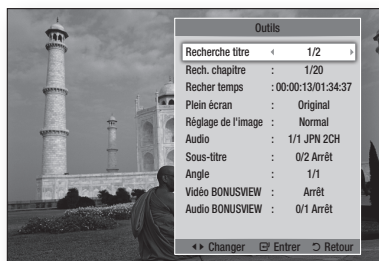 Outils
Recherche titre ◂ 1/2 ▸
Rech. chapitre : 1/20
Recher temps : 00:00:13/01:34:37
Plein écran : Original
Réglage de l'image : Normal
Audio : 1/1 JPN 2CH
Sous-titre : 0/2 Arrêt
Angle : 1/1
Vidéo BONUSVIEW : Arrêt
Audio BONUSVIEW : 0/1 Arrêt
◂▸ Changer Entrer Retour